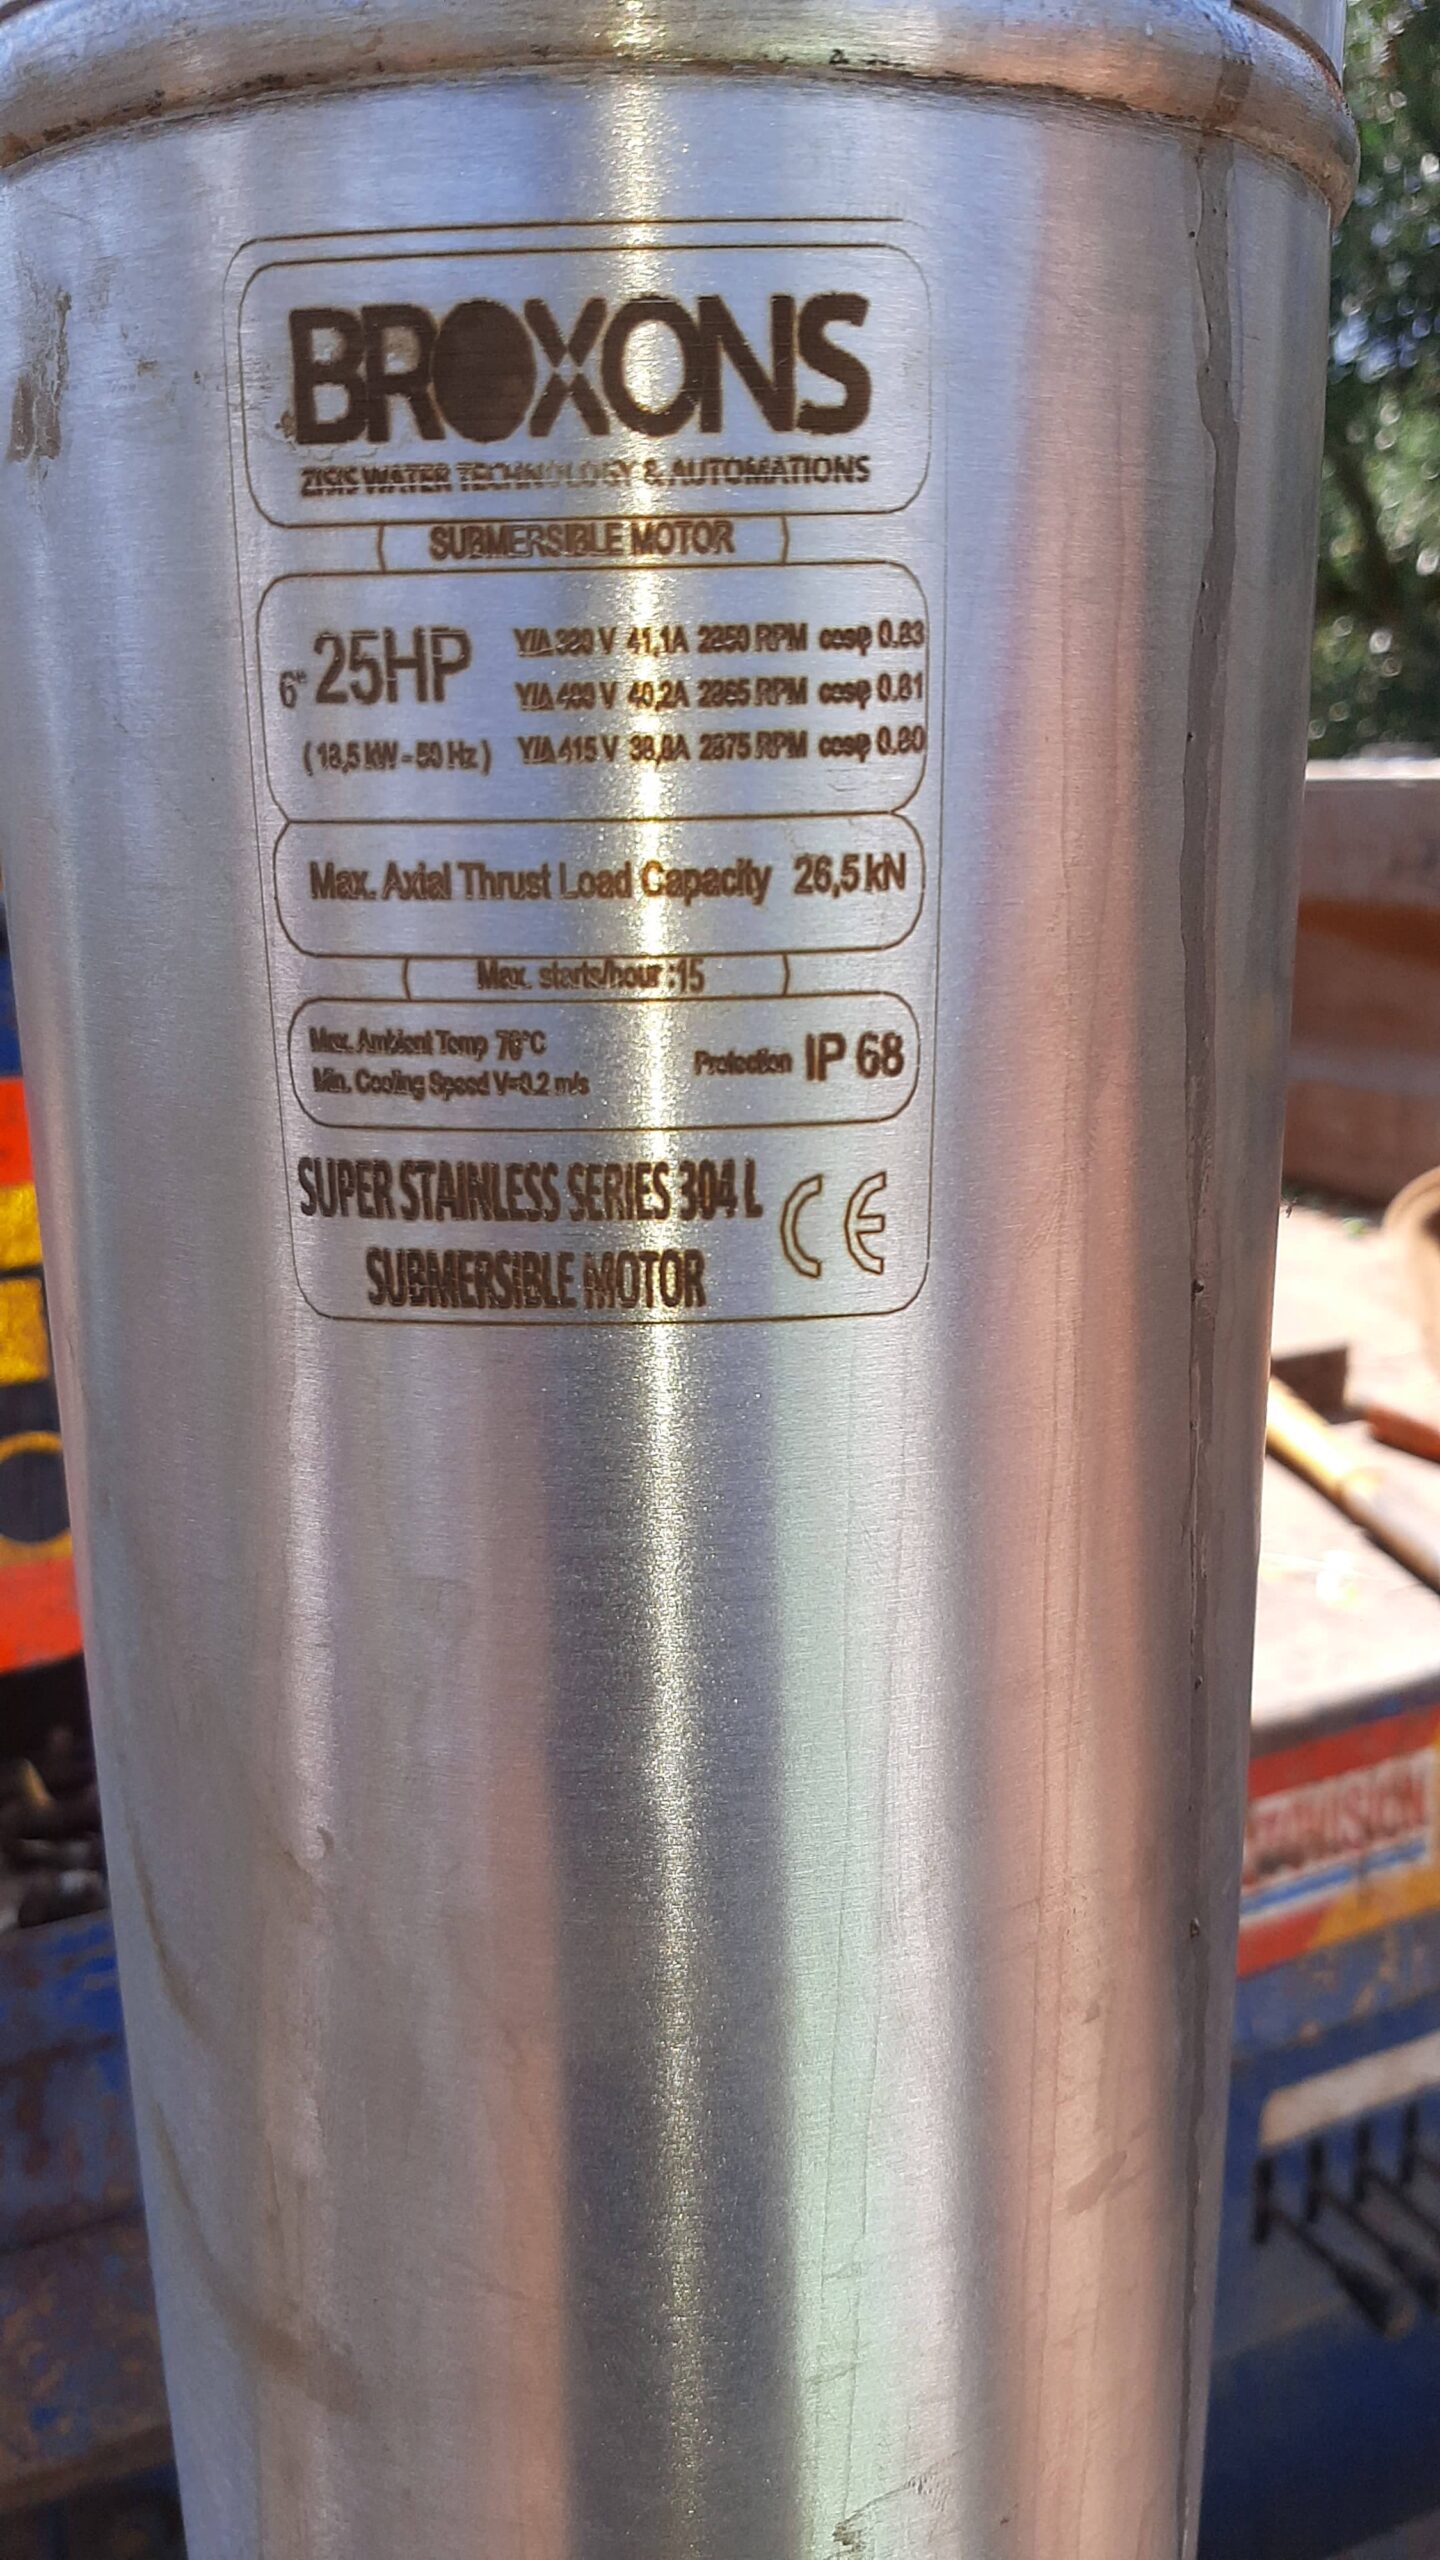 BROXONS
ZISIS WATER TECHNOLOGY & AUTOMATIONS
SUBMERSIBLE MOTOR
6" 25HP
(18,5 kW - 50 Hz)
Y/Δ 380 V 41,1A 2850 RPM cosφ 0.83
Y/Δ 400 V 40,2A 2865 RPM cosφ 0.81
Y/Δ 415 V 38,8A 2875 RPM cosφ 0.80
Max. Axial Thrust Load Capacity 26,5 kN
Max. starts/hour :15
Max. Ambient Temp 70°C
Min. Cooling Speed V=0.2 m/s
Protection IP 68
SUPER STAINLESS SERIES 304 L
SUBMERSIBLE MOTOR
CE